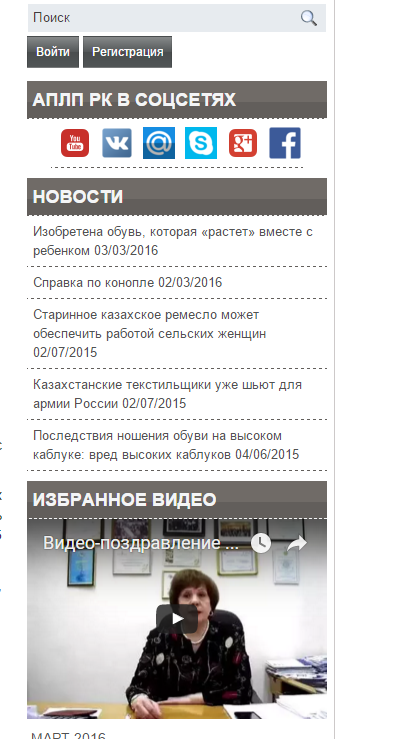 Поиск
Войти Регистрация
АПЛП РК В СОЦСЕТЯХ
You
Tube
НОВОСТИ
Изобретена обувь, которая «растет» вместе с
ребенком 03/03/2016
Справка по конопле 02/03/2016
Старинное казахское ремесло может
обеспечить работой сельских женщин
02/07/2015
Казахстанские текстильщики уже шьют для
армии России 02/07/2015
Последствия ношения обуви на высоком
каблуке: вред высоких каблуков 04/06/2015
ИЗБРАННОЕ ВИДЕО
Видео-поздравление ...
МАРТ 2016